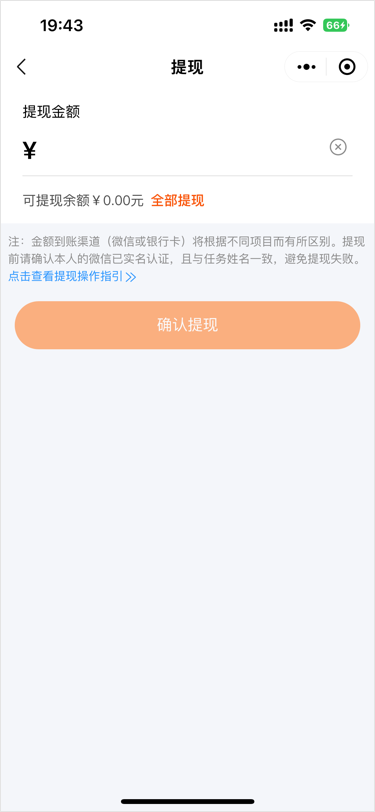 19:43
66
提现
提现金额
¥
可提现余额￥0.00元 全部提现
注：金额到账渠道（微信或银行卡）将根据不同项目而有所区别。提现
前请确认本人的微信已实名认证，且与任务姓名一致，避免提现失败。
点击查看提现操作指引
确认提现